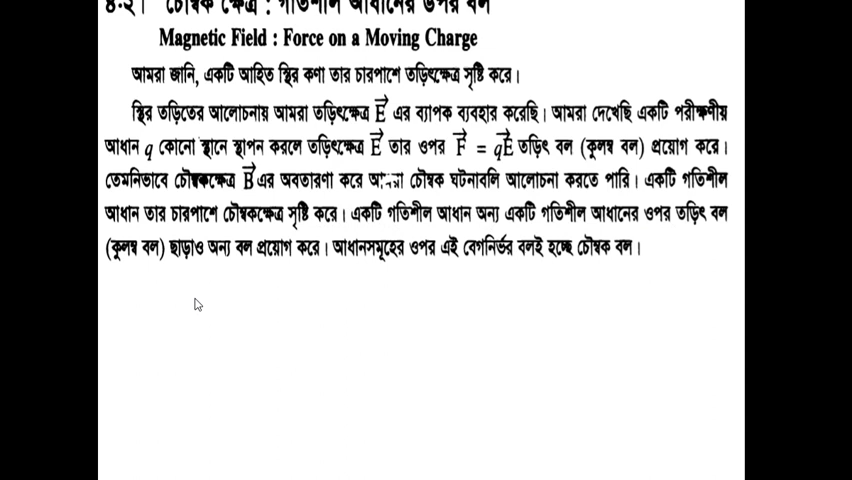 ৪·২। চৌম্বক ক্ষেত্র : গতিশীল আধানের উপর বল
Magnetic Field : Force on a Moving Charge
আমরা জানি, একটি আহিত স্থির কণা তার চারপাশে তড়িৎক্ষেত্র সৃষ্টি করে।
স্থির তড়িতের আলোচনায় আমরা তড়িৎক্ষেত্র E⃗ এর ব্যাপক ব্যবহার করেছি। আমরা দেখেছি একটি পরীক্ষণীয়
আধান q কোনো স্থানে স্থাপন করলে তড়িৎক্ষেত্র E⃗ তার ওপর F⃗ = qE⃗ তড়িৎ বল (কুলম্ব বল) প্রয়োগ করে।
তেমনিভাবে চৌম্বকক্ষেত্র B⃗ এর অবতারণা করে চৌম্বক ঘটনাবলি আলোচনা করতে পারি। একটি গতিশীল
আধান তার চারপাশে চৌম্বকক্ষেত্র সৃষ্টি করে। একটি গতিশীল আধান অন্য একটি গতিশীল আধানের ওপর তড়িৎ বল
(কুলম্ব বল) ছাড়াও অন্য বল প্রয়োগ করে। আধানসমূহের ওপর এই বেগনির্ভর বলই হচ্ছে চৌম্বক বল।